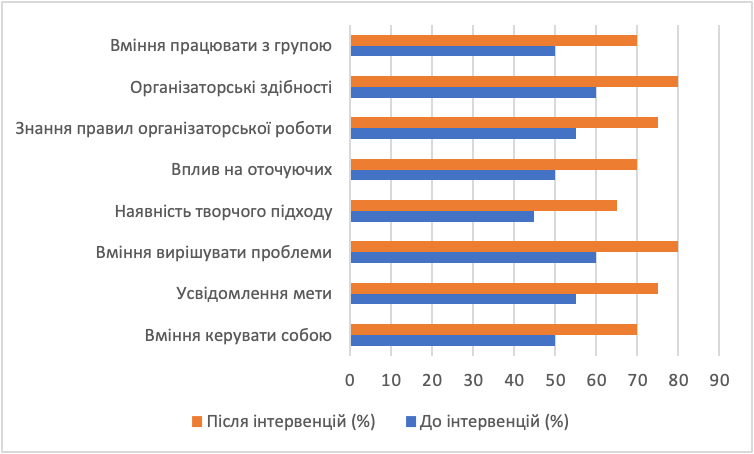 Вміння працювати з групою
Організаторські здібності
Знання правил організаторської роботи
Вплив на оточуючих
Наявність творчого підходу
Вміння вирішувати проблеми
Усвідомлення мети
Вміння керувати собою
0 10 20 30 40 50 60 70 80 90
Після інтервенцій (%) До інтервенцій (%)